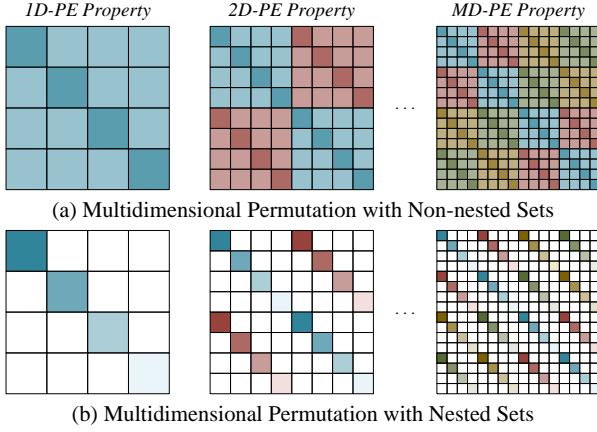 1D-PE Property 2D-PE Property MD-PE Property
...
(a) Multidimensional Permutation with Non-nested Sets
...
(b) Multidimensional Permutation with Nested Sets